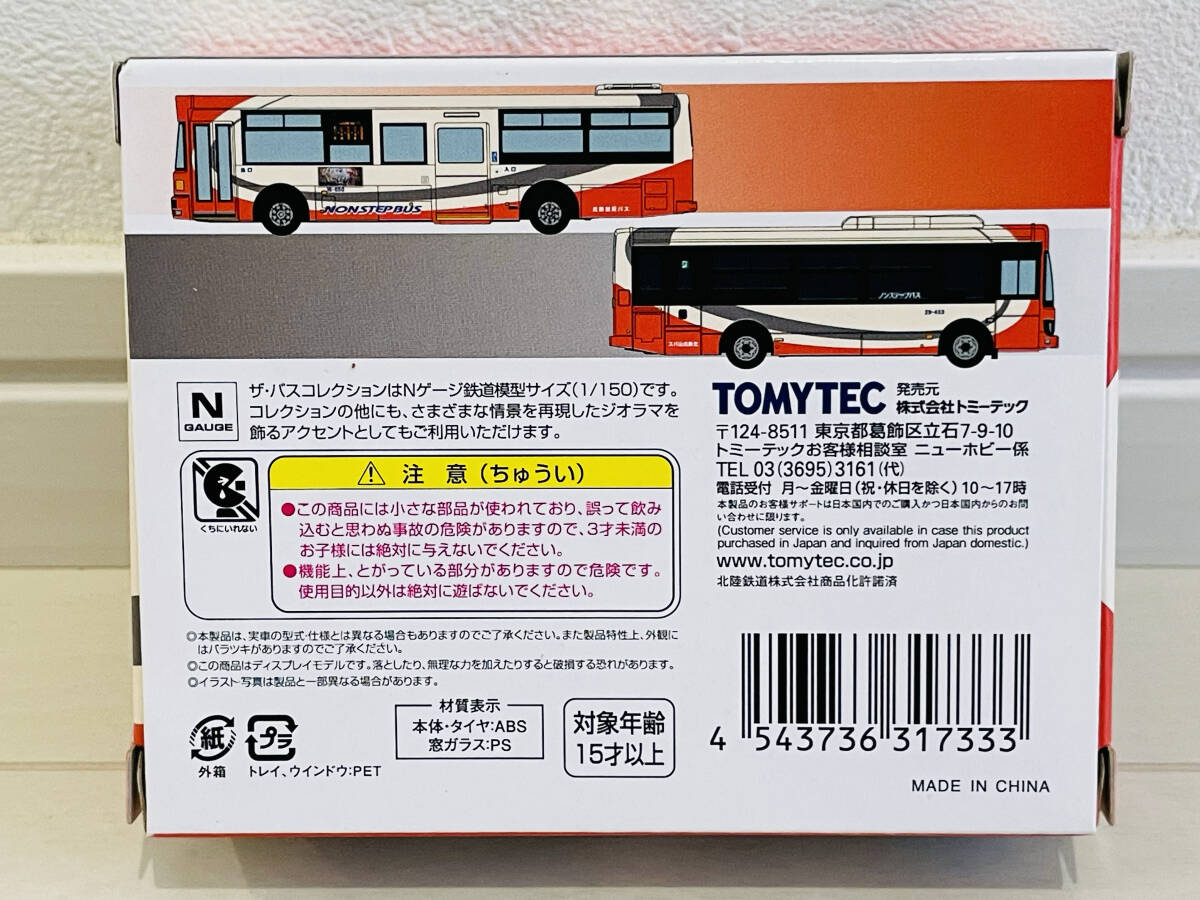 出口
入口
NONSTEPBUS
ノンステップバス
N
GAUGE
ザ・バスコレクションはNゲージ鉄道模型サイズ(1/150)です。
コレクションの他にも、さまざまな情景を再現したジオラマを
飾るアクセントとしてもご利用いただけます。
くちにいれない
⚠ 注意(ちゅうい)
●この商品には小さな部品が使われており、誤って飲み
込むと思わぬ事故の危険がありますので、3才未満の
お子様には絶対に与えないでください。
●機能上、とがっている部分がありますので危険です。
使用目的以外は絶対に遊ばないでください。
◎本製品は、実車の型式・仕様とは異なる場合もありますのでご了承ください。また製品特性上、外観に
はバラツキがありますのでご了承ください。
◎この商品はディスプレイモデルです。落としたり、無理な力を加えたりすると破損する恐れがあります。
◎イラスト・写真は製品と一部異なる場合があります。
紙
外箱
プラ
トレイ、ウインドウ:PET
材質表示
本体・タイヤ:ABS
窓ガラス:PS
対象年齢
15才以上
TOMYTEC 発売元
株式会社トミーテック
〒124-8511 東京都葛飾区立石7-9-10
トミーテックお客様相談室 ニューホビー係
TEL 03(3695)3161(代)
電話受付 月〜金曜日(祝・休日を除く)10〜17時
本製品のお客様サポートは日本国内でのご購入かつ日本国内からのお問
い合わせに限ります。
(Customer service is only available in case this product
purchased in Japan and inquired from Japan domestic.)
www.tomytec.co.jp
北陸鉄道株式会社商品化許諾済
4 543736 317333
MADE IN CHINA